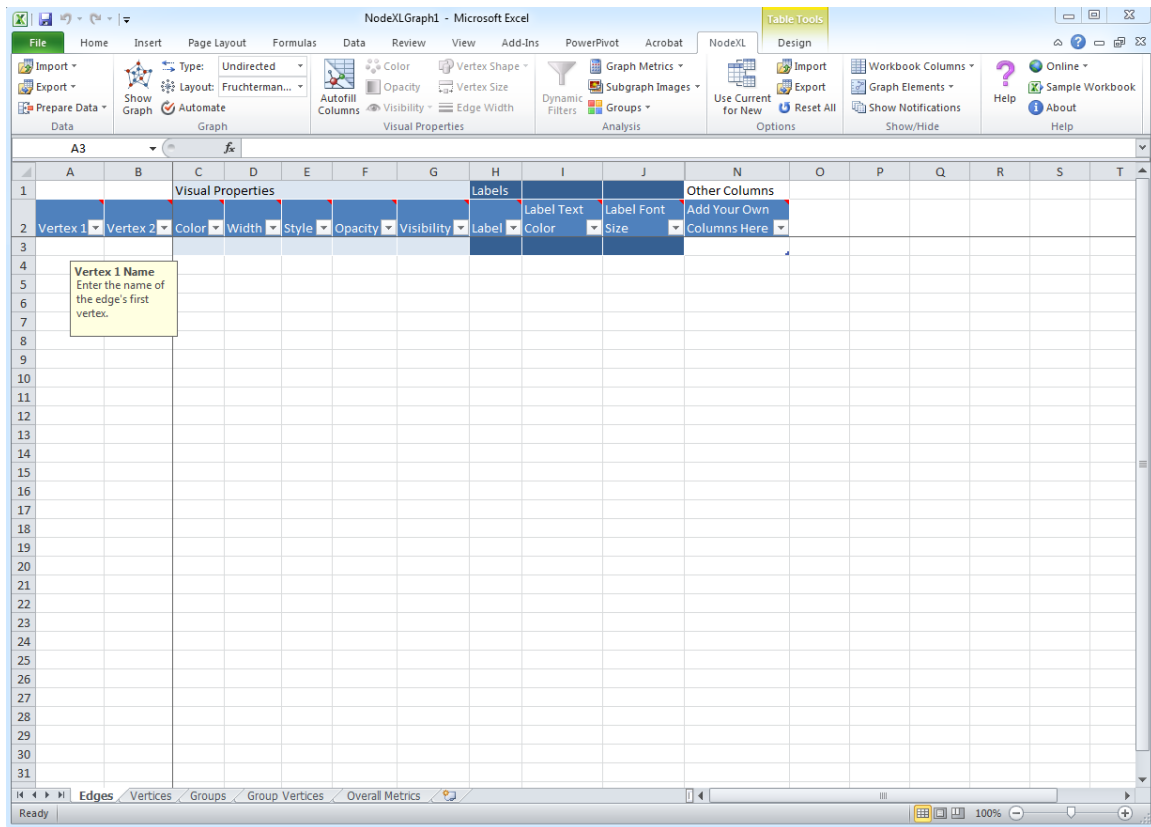 NodeXLGraph1 - Microsoft Excel
Table Tools
File Home Insert Page Layout Formulas Data Review View Add-Ins PowerPivot Acrobat NodeXL Design
Import Type: Undirected Color Vertex Shape Graph Metrics Import Workbook Columns Online
Export Layout: Fruchterman... Opacity Vertex Size Subgraph Images Export Graph Elements Sample Workbook
Prepare Data Show Graph Automate Autofill Columns Visibility Edge Width Dynamic Filters Groups Use Current for New Reset All Show Notifications Help About
Data Graph Visual Properties Analysis Options Show/Hide Help
A3 fx
A B C D E F G H I J N O P Q R S T
1 Visual Properties Labels Other Columns
2 Vertex 1 Vertex 2 Color Width Style Opacity Visibility Label Label Text Color Label Font Size Add Your Own Columns Here
3
4
Vertex 1 Name
5
Enter the name of
6
the edge's first
7
vertex.
8
9
10
11
12
13
14
15
16
17
18
19
20
21
22
23
24
25
26
27
28
29
30
31
Edges Vertices Groups Group Vertices Overall Metrics
Ready 100%